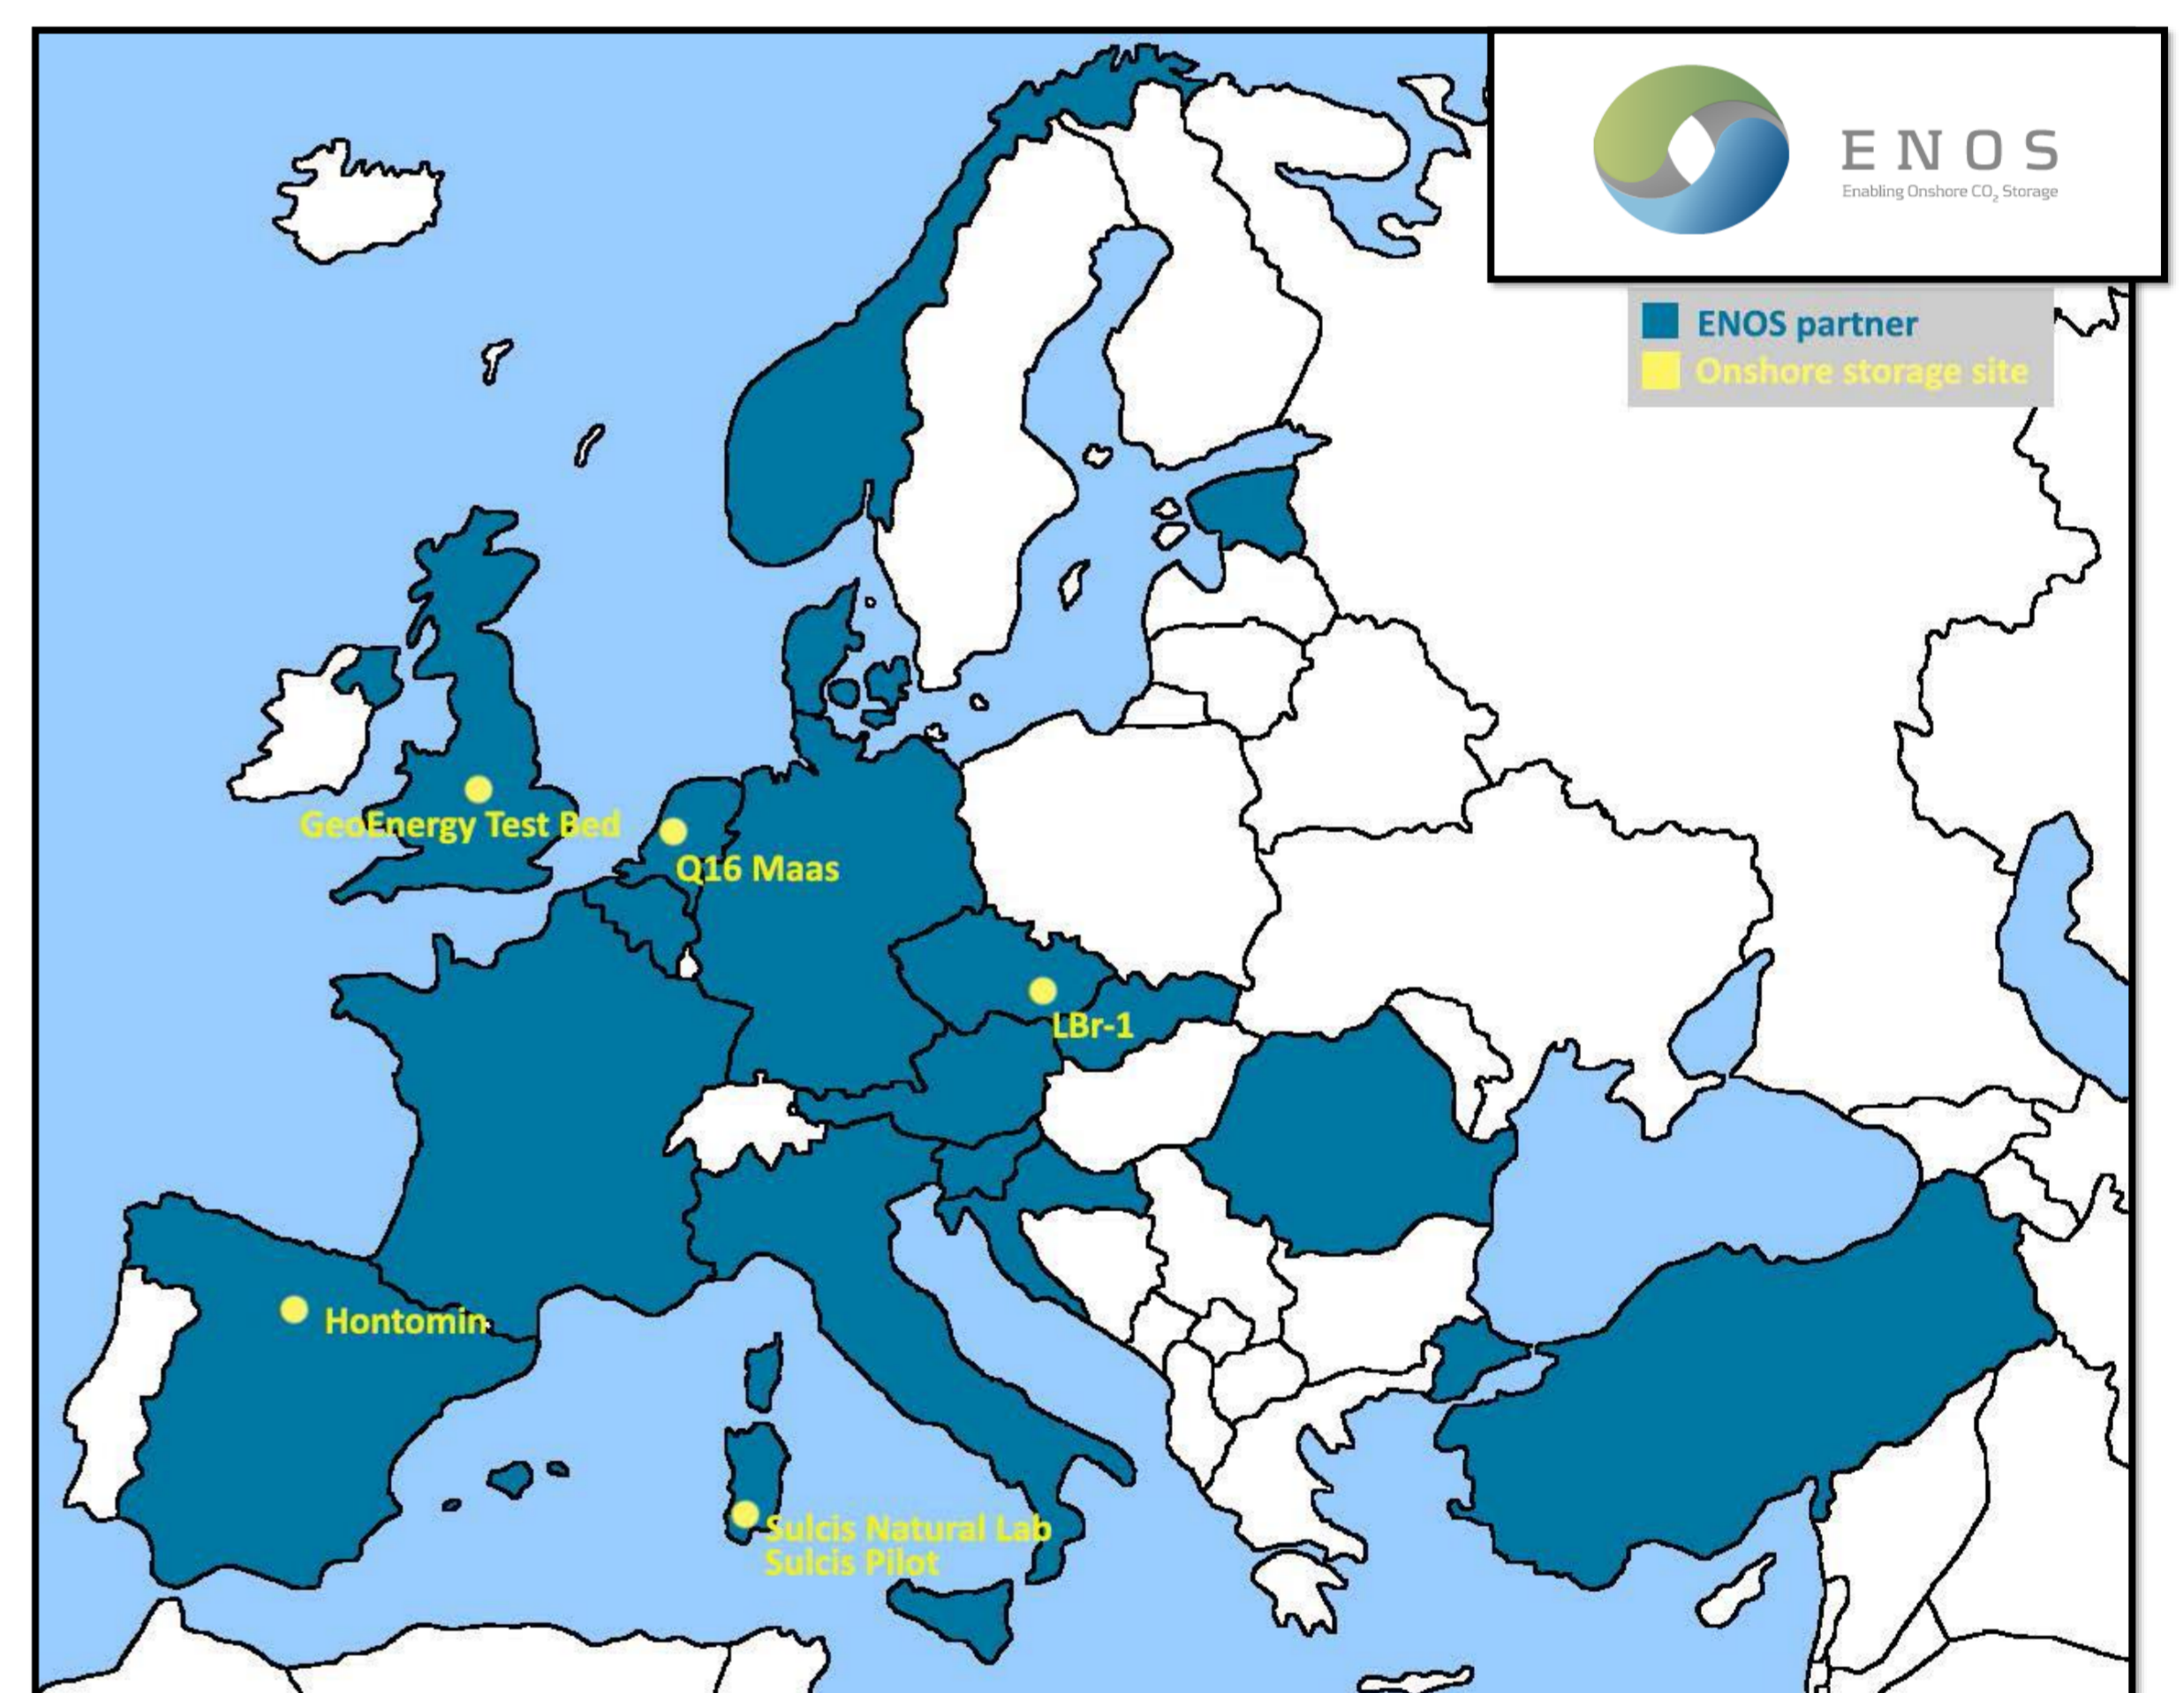 ENOS
Enabling Onshore CO₂ Storage
ENOS partner
Onshore storage site
GeoEnergy Test Bed
Q16 Maas
LBr-1
Hontomin
Sulcis Natural Lab
Sulcis Pilot